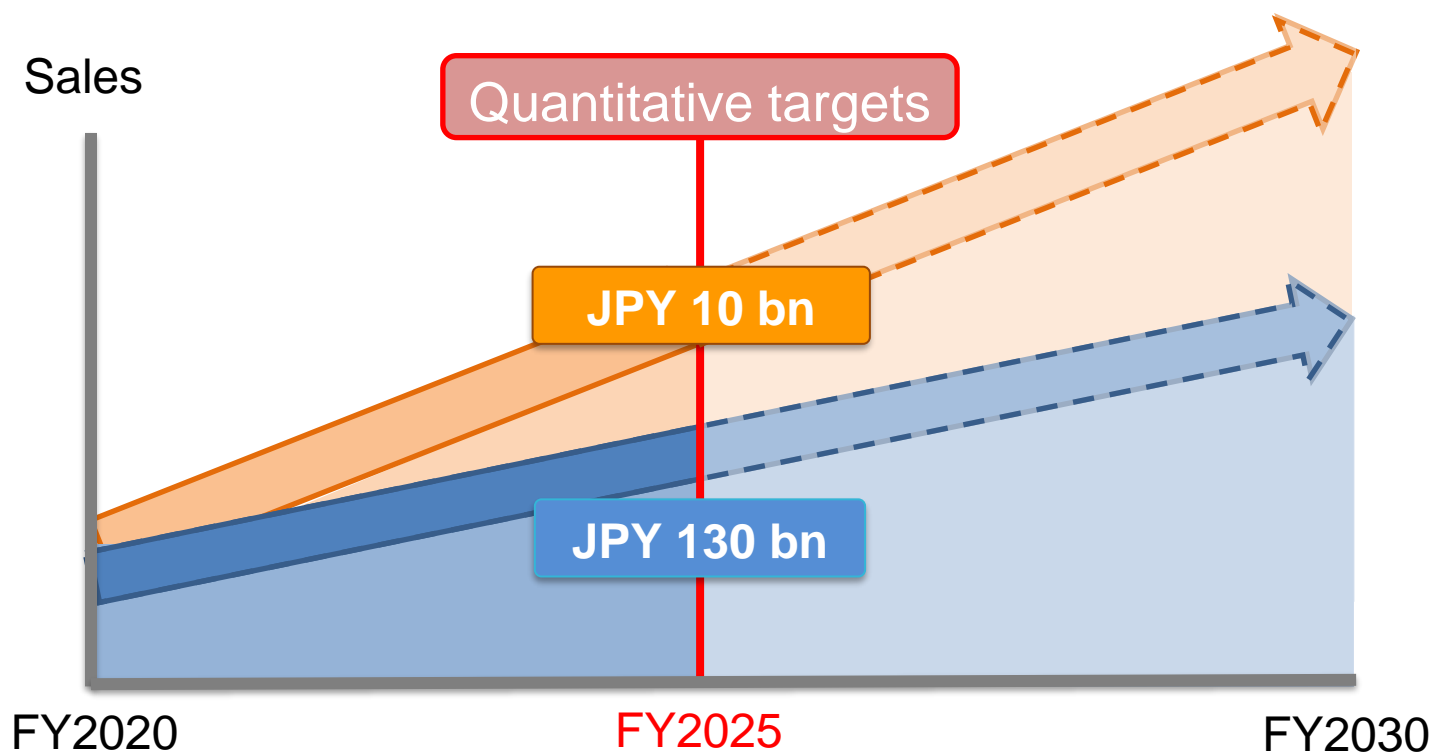 Sales
Quantitative targets
JPY 10 bn
JPY 130 bn
FY2020
FY2025
FY2030